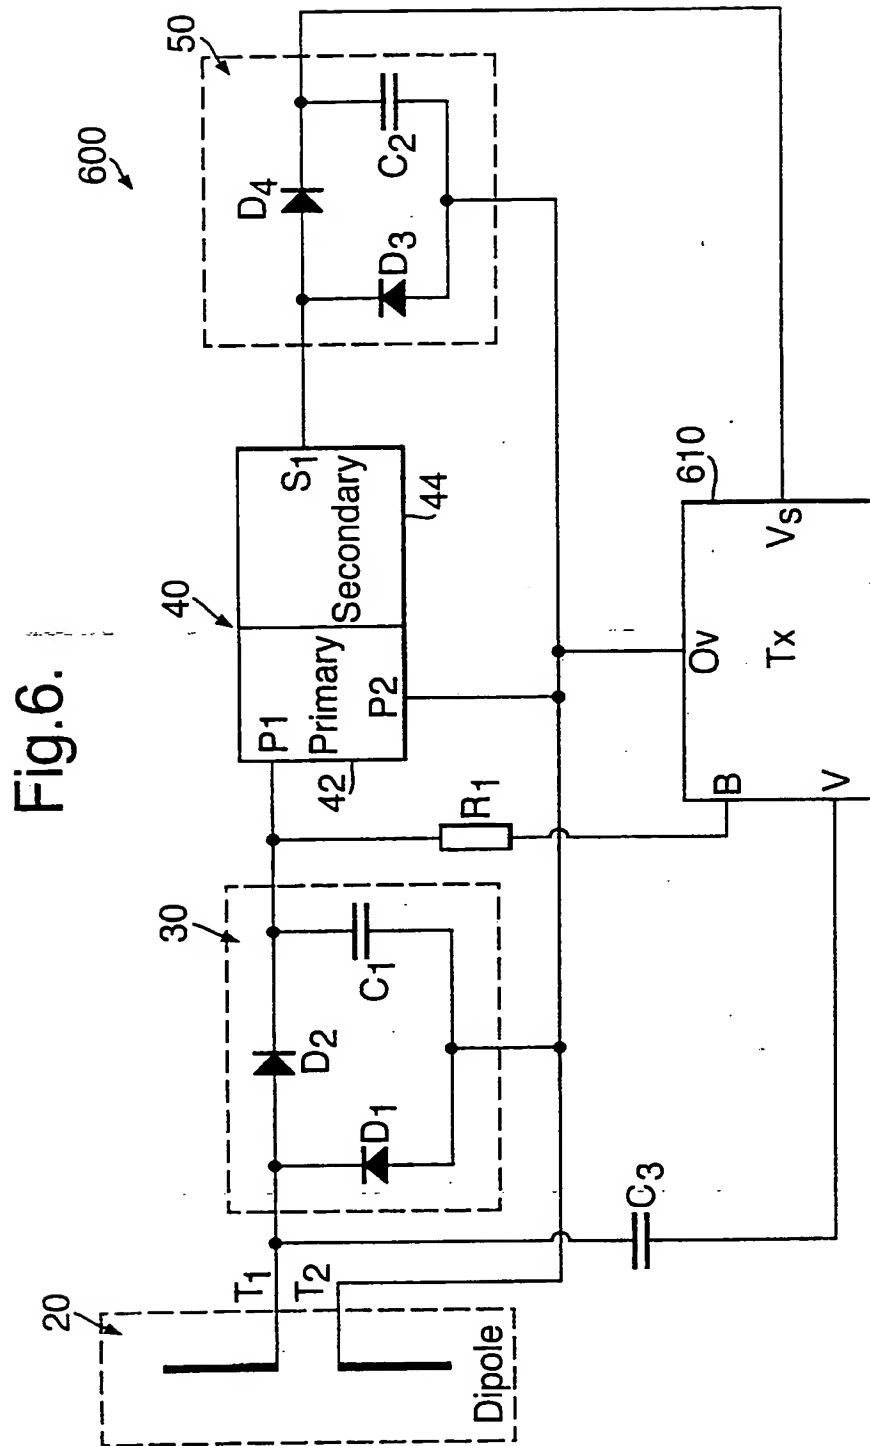 Fig.6.
600
20
T1
T2
Dipole
30
D2
D1
C1
C3
R1
40
P1
Primary
P2
42
S1
Secondary
44
50
D4
D3
C2
B
V
Ov
Tx
Vs
610